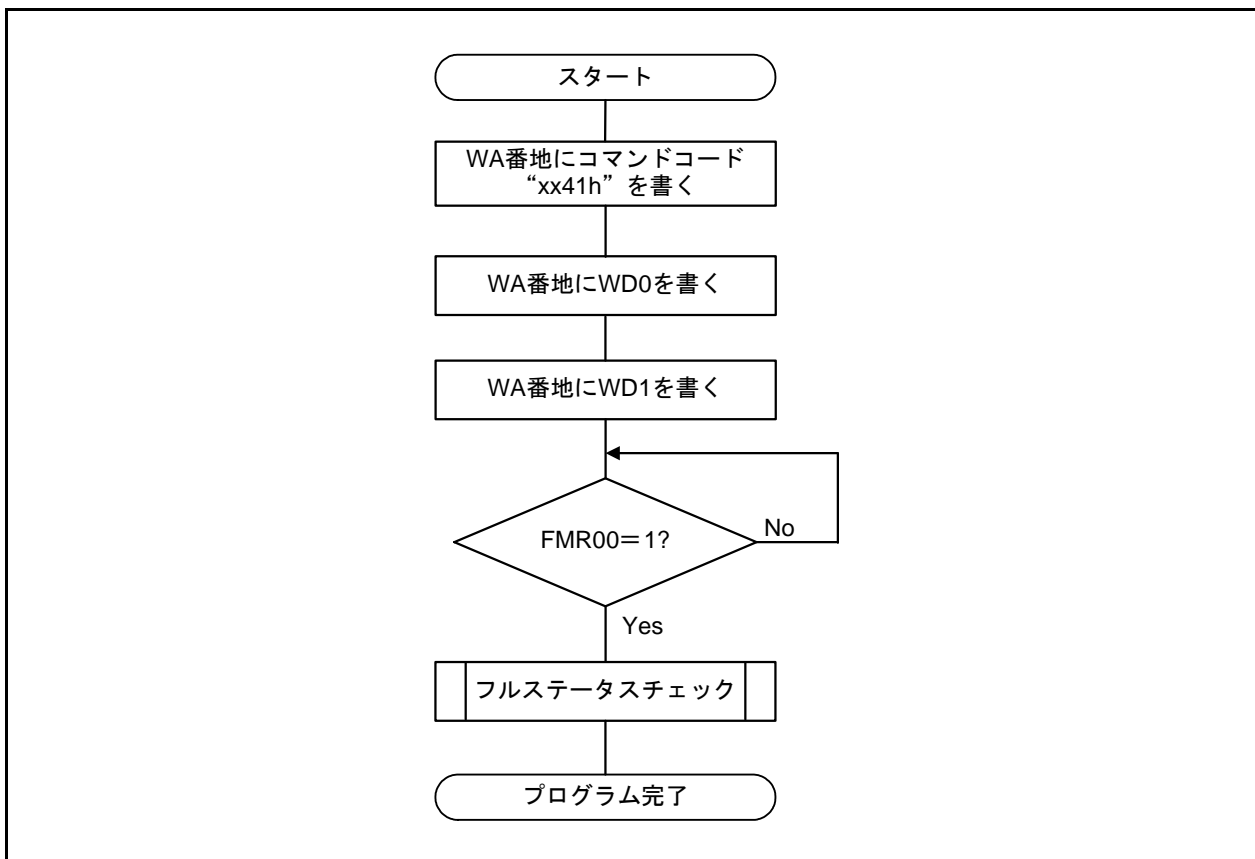 スタート
WA番地にコマンドコード
“xx41h”を書く
WA番地にWD0を書く
WA番地にWD1を書く
FMR00＝1?
No
Yes
フルステータスチェック
プログラム完了